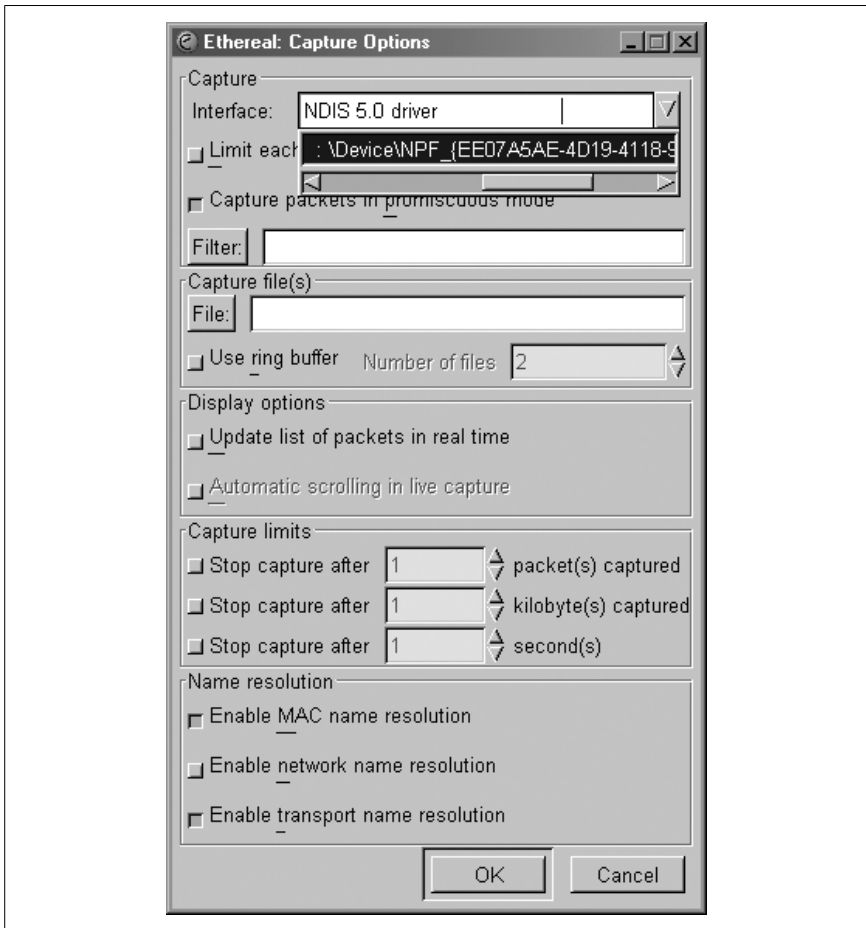 Ethereal: Capture Options
Capture
Interface: NDIS 5.0 driver
Limit each : \Device\NPF_{EE07A5AE-4D19-4118-9
Capture packets in promiscuous mode
Filter:
Capture file(s)
File:
Use ring buffer Number of files 2
Display options
Update list of packets in real time
Automatic scrolling in live capture
Capture limits
Stop capture after 1 packet(s) captured
Stop capture after 1 kilobyte(s) captured
Stop capture after 1 second(s)
Name resolution
Enable MAC name resolution
Enable network name resolution
Enable transport name resolution
OK Cancel